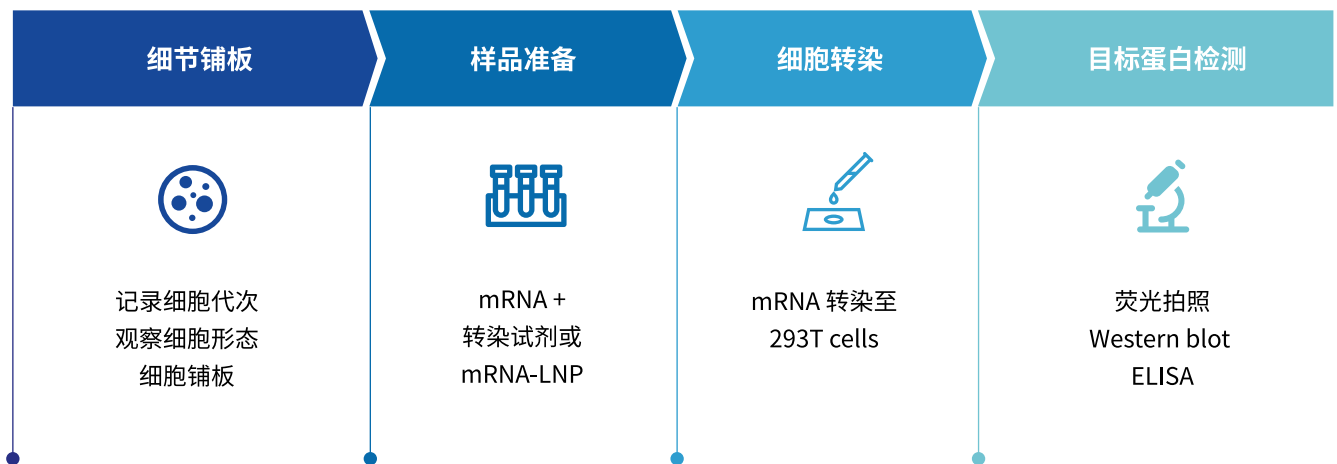 细节铺板
样品准备
细胞转染
目标蛋白检测
记录细胞代次
观察细胞形态
细胞铺板
mRNA +
转染试剂或
mRNA-LNP
mRNA 转染至
293T cells
荧光拍照
Western blot
ELISA